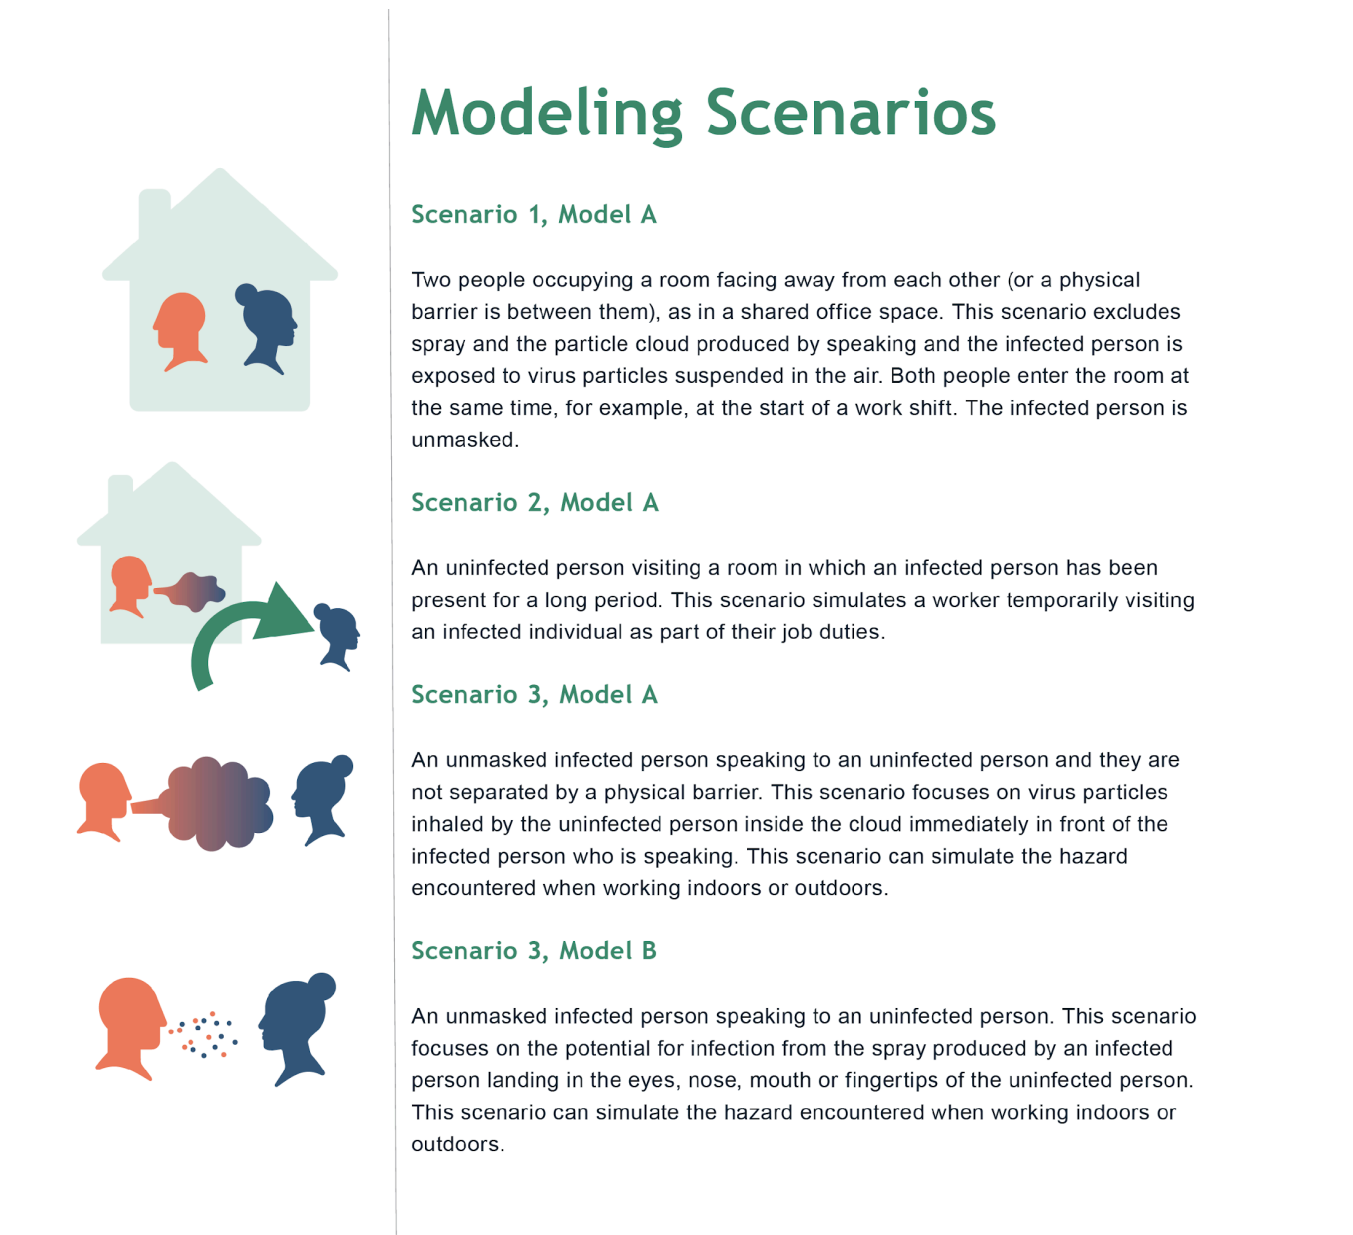 Modeling Scenarios
Scenario 1, Model A
Two people occupying a room facing away from each other (or a physical
barrier is between them), as in a shared office space. This scenario excludes
spray and the particle cloud produced by speaking and the infected person is
exposed to virus particles suspended in the air. Both people enter the room at
the same time, for example, at the start of a work shift. The infected person is
unmasked.
Scenario 2, Model A
An uninfected person visiting a room in which an infected person has been
present for a long period. This scenario simulates a worker temporarily visiting
an infected individual as part of their job duties.
Scenario 3, Model A
An unmasked infected person speaking to an uninfected person and they are
not separated by a physical barrier. This scenario focuses on virus particles
inhaled by the uninfected person inside the cloud immediately in front of the
infected person who is speaking. This scenario can simulate the hazard
encountered when working indoors or outdoors.
Scenario 3, Model B
An unmasked infected person speaking to an uninfected person. This scenario
focuses on the potential for infection from the spray produced by an infected
person landing in the eyes, nose, mouth or fingertips of the uninfected person.
This scenario can simulate the hazard encountered when working indoors or
outdoors.